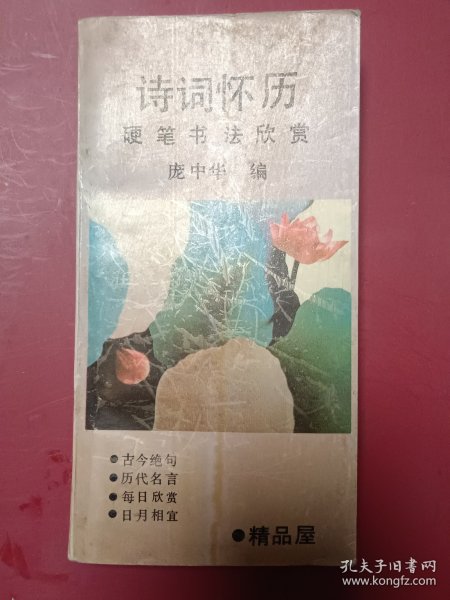 诗词怀历
硬笔书法欣赏
庞中华 编
●古今绝句
●历代名言
●每日欣赏
●日月相宜
●精品屋
孔夫子旧书网
www.kongfz.com